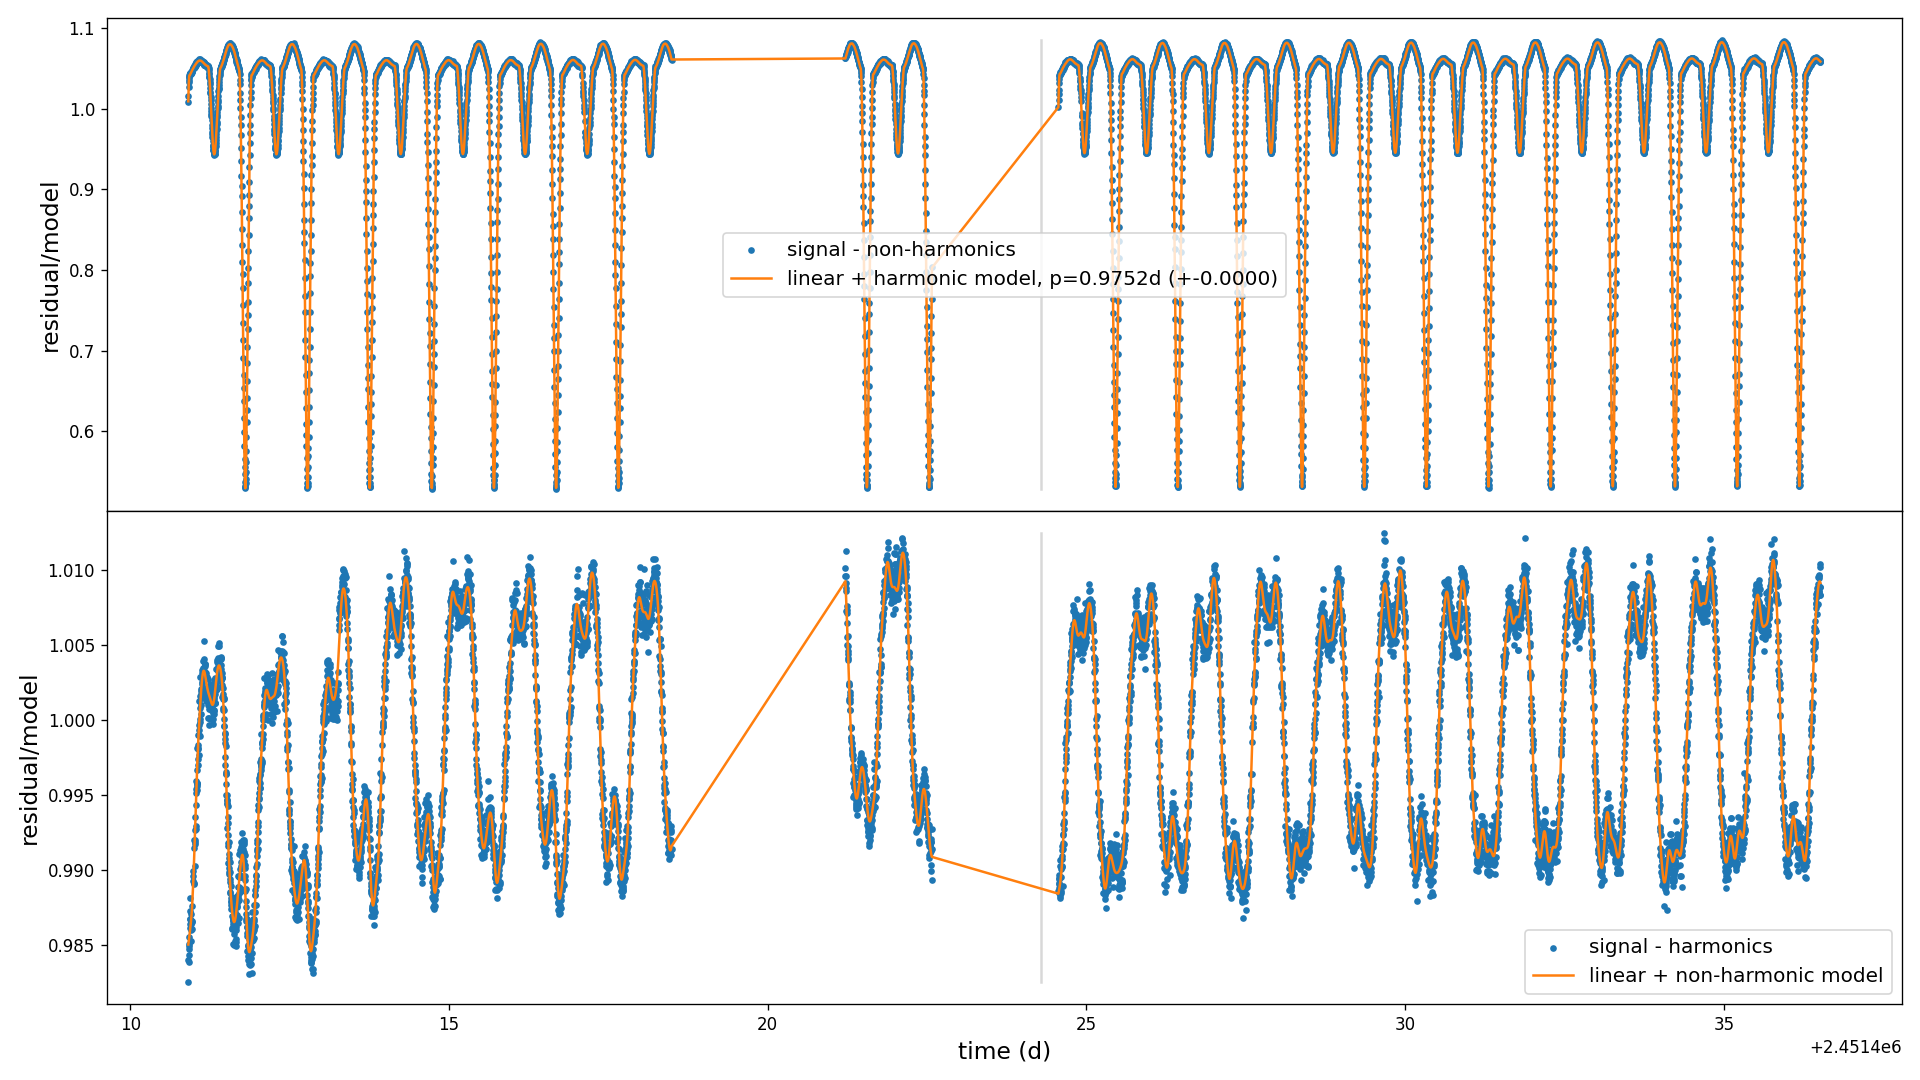 1.1
1.0
0.9
0.8
0.7
0.6
residual/model
signal - non-harmonics
linear + harmonic model, p=0.9752d (+-0.0000)
1.010
1.005
1.000
0.995
0.990
0.985
residual/model
signal - harmonics
linear + non-harmonic model
10 15 20 25 30 35
time (d)
+2.4514e6